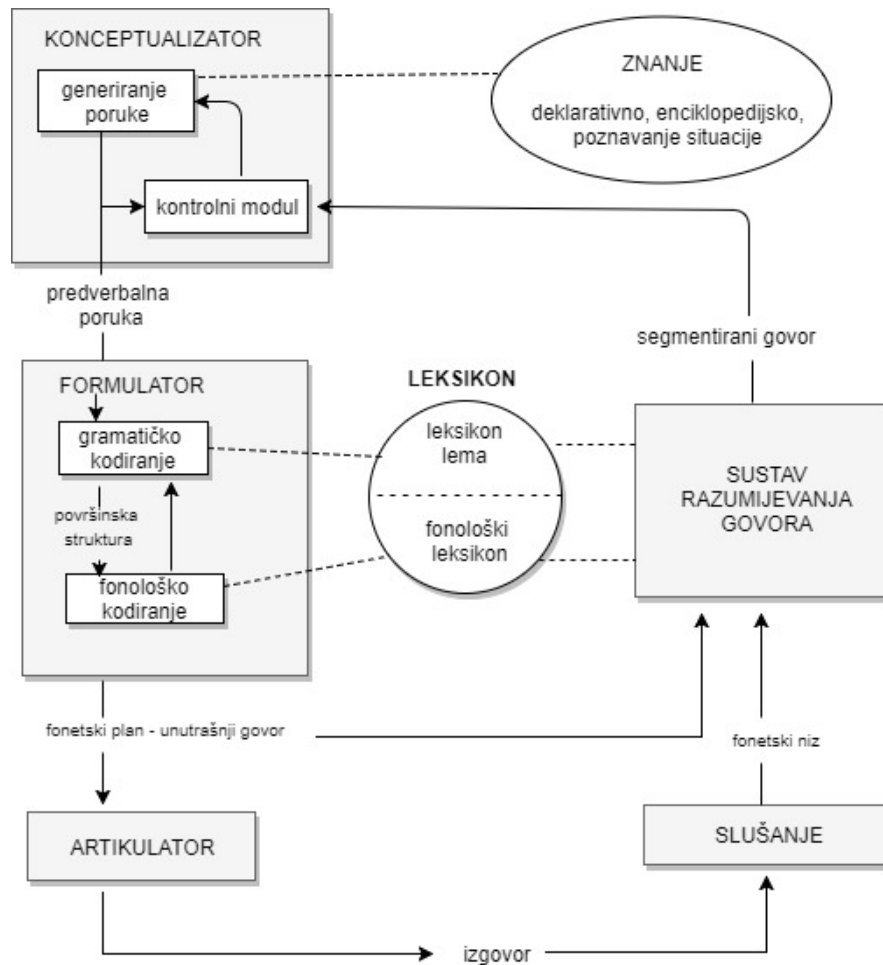 KONCEPTUALIZATOR
generiranje
poruke
kontrolni modul
ZNANJE
deklarativno, enciklopedijsko,
poznavanje situacije
predverbalna
poruka
segmentirani govor
FORMULATOR
gramatičko
kodiranje
površinska
struktura
fonološko
kodiranje
LEKSIKON
leksikon
lema
fonološki
leksikon
SUSTAV
RAZUMIJEVANJA
GOVORA
fonetski plan - unutrašnji govor
fonetski niz
ARTIKULATOR
SLUŠANJE
izgovor